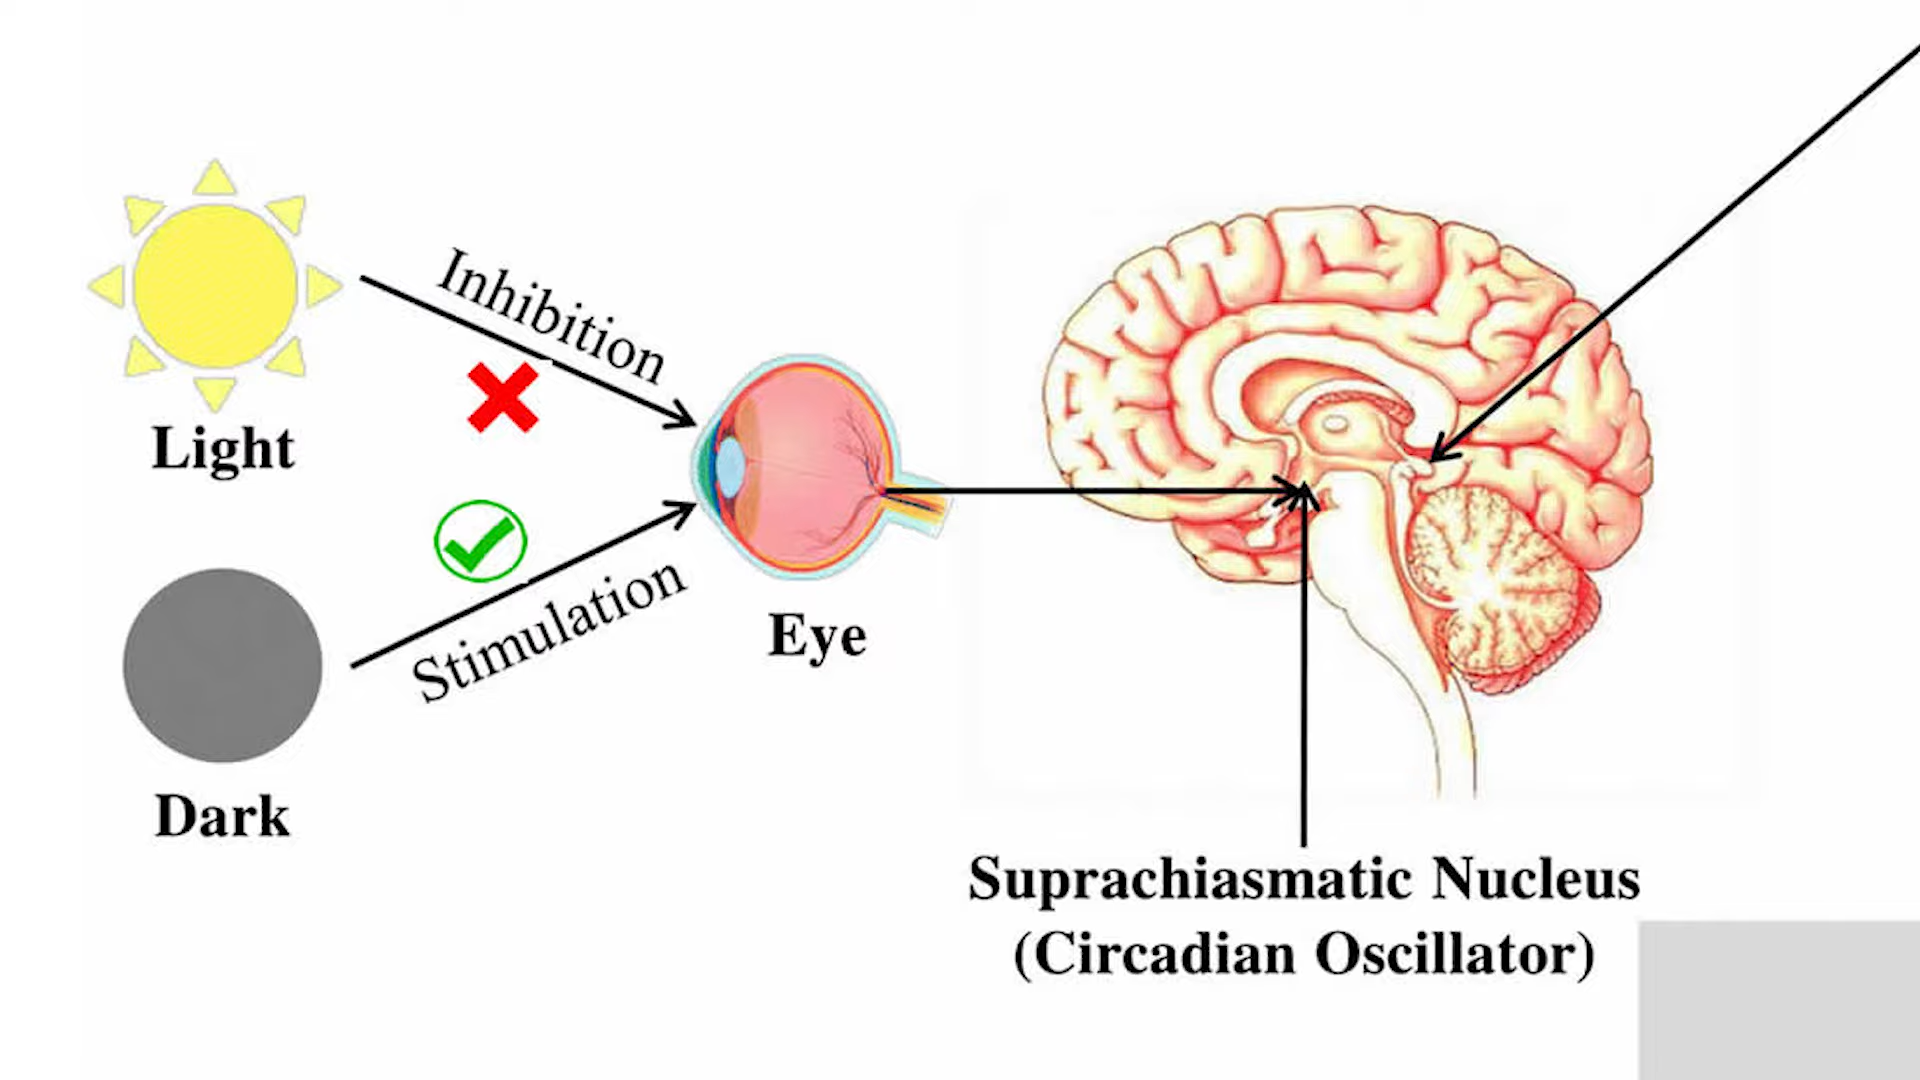 Inhibition
Light
Stimulation
Eye
Dark
Suprachiasmatic Nucleus
(Circadian Oscillator)